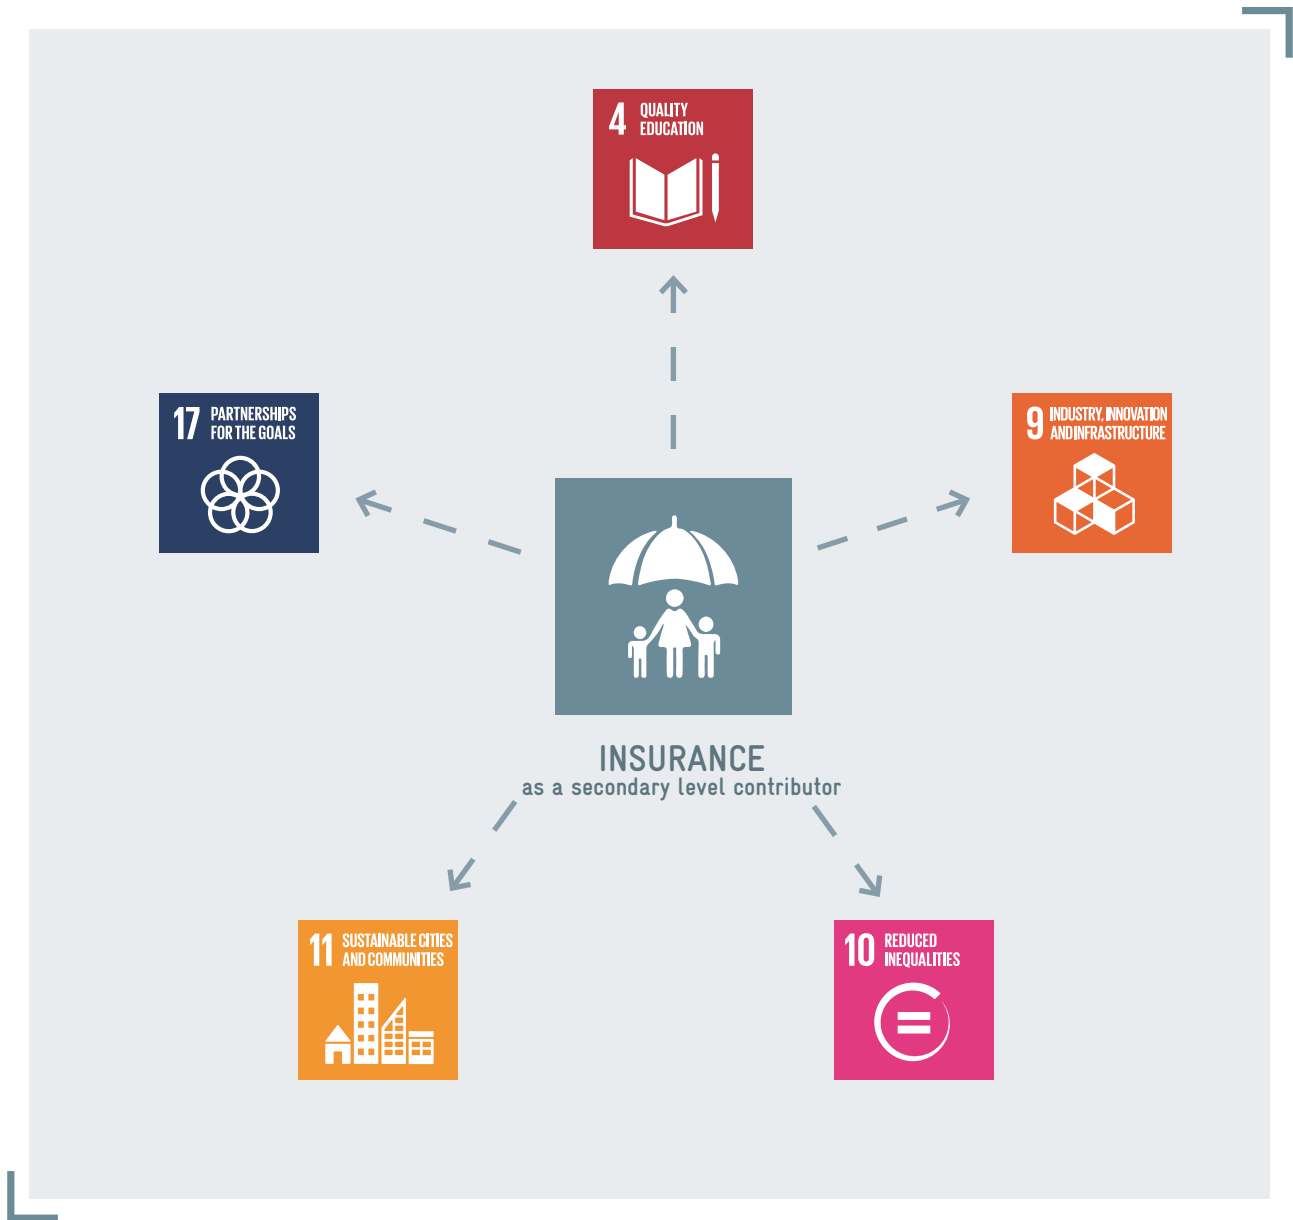 4 QUALITY
EDUCATION
17 PARTNERSHIPS
FOR THE GOALS
9 INDUSTRY, INNOVATION
AND INFRASTRUCTURE
INSURANCE
as a secondary level contributor
11 SUSTAINABLE CITIES
AND COMMUNITIES
10 REDUCED
INEQUALITIES